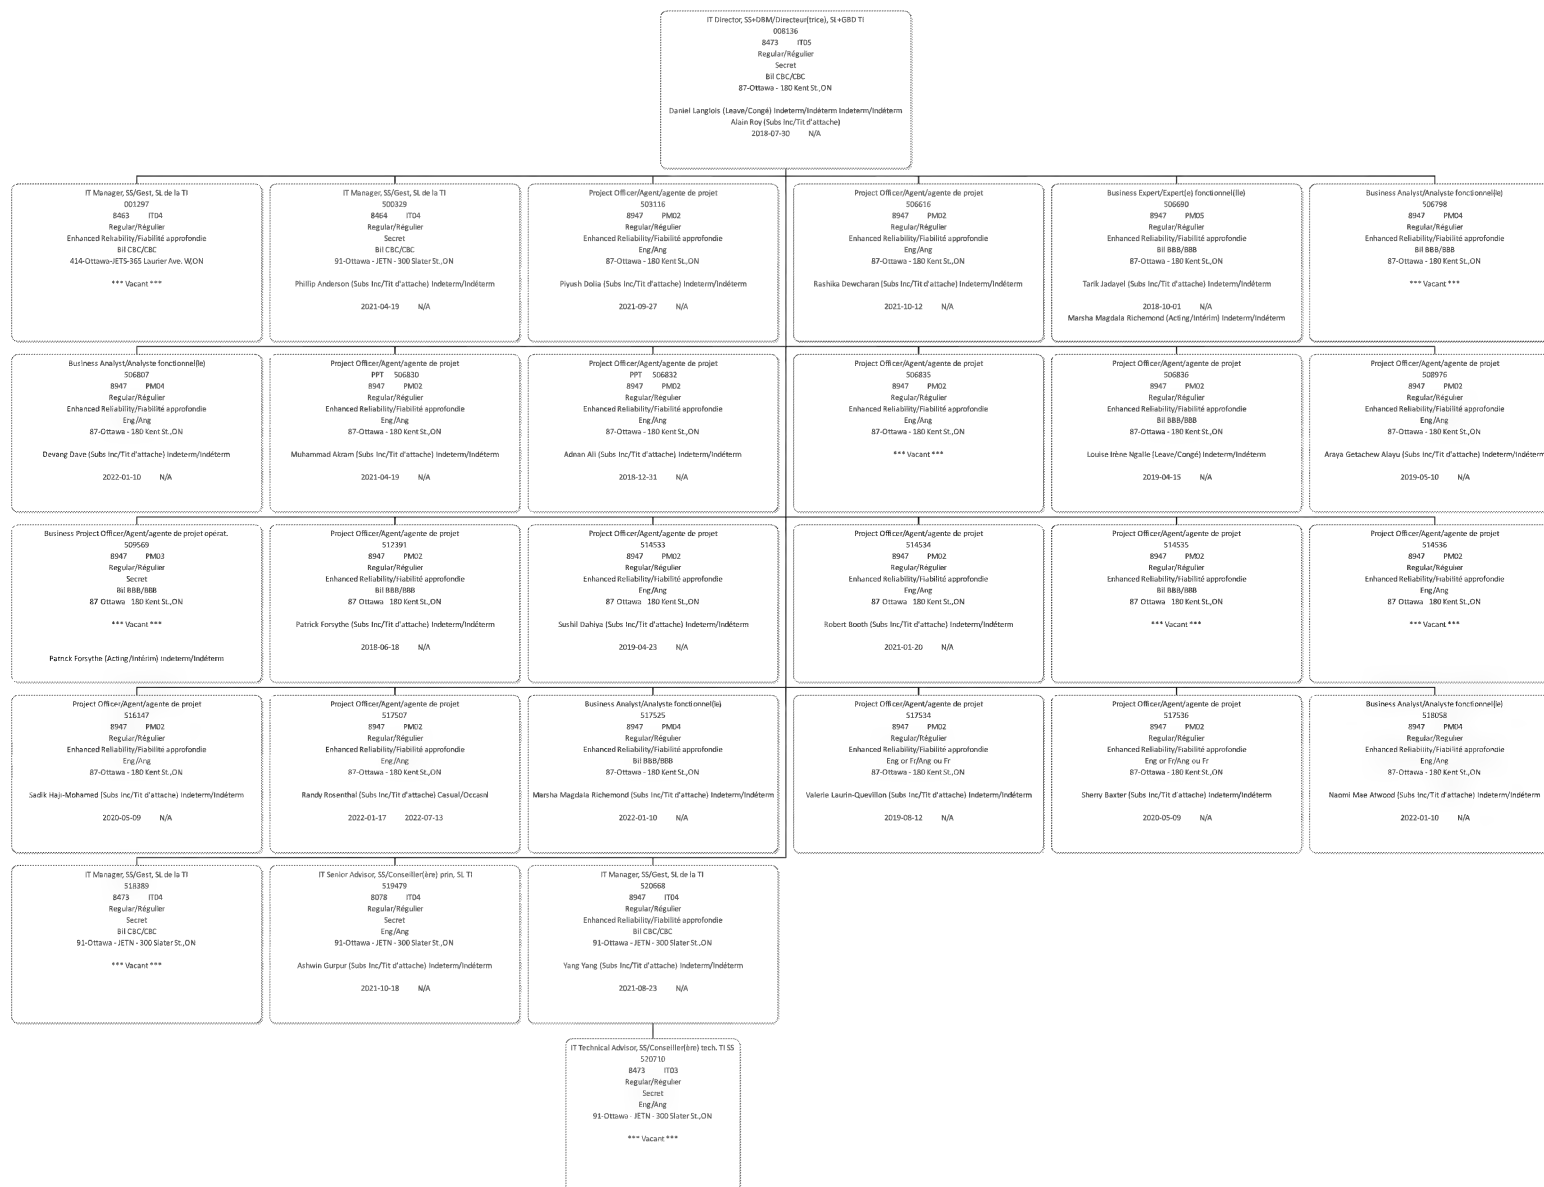 IT Director, SS+DBM/Directeur(trice), SL+GBD TI
008136
8473 IT05
Regular/Régulier
Secret
Bil CBC/CBC
87-Ottawa - 180 Kent St.,ON
Daniel Langlois (Leave/Congé) Indeterm/Indéterm Indeterm/Indéterm
Alain Roy (Subs Inc/Tit d'attache)
2018-07-30 N/A
IT Manager, SS/Gest, SL de la TI
001297
8463 IT04
Regular/Régulier
Enhanced Reliability/Fiabilité approfondie
Bil CBC/CBC
414-Ottawa-JETS-365 Laurier Ave. W,ON
*** Vacant ***
IT Manager, SS/Gest, SL de la TI
500329
8464 IT04
Regular/Régulier
Secret
Bil CBC/CBC
91-Ottawa - JETN - 300 Slater St.,ON
Phillip Anderson (Subs Inc/Tit d'attache) Indeterm/Indéterm
2021-04-19 N/A
Project Officer/Agent/agente de projet
503116
8947 PM02
Regular/Régulier
Enhanced Reliability/Fiabilité approfondie
Eng/Ang
87-Ottawa - 180 Kent St.,ON
Piyush Dolia (Subs Inc/Tit d'attache) Indeterm/Indéterm
2021-09-27 N/A
Project Officer/Agent/agente de projet
506616
8947 PM02
Regular/Régulier
Enhanced Reliability/Fiabilité approfondie
Eng/Ang
87-Ottawa - 180 Kent St.,ON
Rashika Dewcharan (Subs Inc/Tit d'attache) Indeterm/Indéterm
2021-10-12 N/A
Business Expert/Expert(e) fonctionnel(lle)
506690
8947 PM05
Regular/Régulier
Enhanced Reliability/Fiabilité approfondie
Bil BBB/BBB
87-Ottawa - 180 Kent St.,ON
Tarik Jadayel (Subs Inc/Tit d'attache) Indeterm/Indéterm
2018-10-01 N/A
Marsha Magdala Richemond (Acting/Intérim) Indeterm/Indéterm
Business Analyst/Analyste fonctionnel(le)
506798
8947 PM04
Regular/Régulier
Enhanced Reliability/Fiabilité approfondie
Bil BBB/BBB
87-Ottawa - 180 Kent St.,ON
*** Vacant ***
Business Analyst/Analyste fonctionnel(le)
506807
8947 PM04
Regular/Régulier
Enhanced Reliability/Fiabilité approfondie
Eng/Ang
87-Ottawa - 180 Kent St.,ON
Devang Dave (Subs Inc/Tit d'attache) Indeterm/Indéterm
2022-01-10 N/A
Project Officer/Agent/agente de projet
PPT 506830
8947 PM02
Regular/Régulier
Enhanced Reliability/Fiabilité approfondie
Eng/Ang
87-Ottawa - 180 Kent St.,ON
Muhammad Akram (Subs Inc/Tit d'attache) Indeterm/Indéterm
2021-04-19 N/A
Project Officer/Agent/agente de projet
PPT 506832
8947 PM02
Regular/Régulier
Enhanced Reliability/Fiabilité approfondie
Eng/Ang
87-Ottawa - 180 Kent St.,ON
Adnan Ali (Subs Inc/Tit d'attache) Indeterm/Indéterm
2018-12-31 N/A
Project Officer/Agent/agente de projet
506835
8947 PM02
Regular/Régulier
Enhanced Reliability/Fiabilité approfondie
Eng/Ang
87-Ottawa - 180 Kent St.,ON
*** Vacant ***
Project Officer/Agent/agente de projet
506836
8947 PM02
Regular/Régulier
Enhanced Reliability/Fiabilité approfondie
Bil BBB/BBB
87-Ottawa - 180 Kent St.,ON
Louise Irène Ngalle (Leave/Congé) Indeterm/Indéterm
2019-04-15 N/A
Project Officer/Agent/agente de projet
508976
8947 PM02
Regular/Régulier
Enhanced Reliability/Fiabilité approfondie
Eng/Ang
87-Ottawa - 180 Kent St.,ON
Araya Getachew Alayu (Subs Inc/Tit d'attache) Indeterm/Indéterm
2019-05-10 N/A
Business Project Officer/Agent/agente de projet opérat.
509569
8947 PM03
Regular/Régulier
Secret
Bil BBB/BBB
87 Ottawa 180 Kent St.,ON
*** Vacant ***
Patrick Forsythe (Acting/Intérim) Indeterm/Indéterm
Project Officer/Agent/agente de projet
512391
8947 PM02
Regular/Régulier
Enhanced Reliability/Fiabilité approfondie
Bil BBB/BBB
87 Ottawa 180 Kent St.,ON
Patrick Forsythe (Subs Inc/Tit d'attache) Indeterm/Indéterm
2018-06-18 N/A
Project Officer/Agent/agente de projet
514533
8947 PM02
Regular/Régulier
Enhanced Reliability/Fiabilité approfondie
Eng/Ang
87 Ottawa 180 Kent St.,ON
Sushil Dahiya (Subs Inc/Tit d'attache) Indeterm/Indéterm
2019-04-23 N/A
Project Officer/Agent/agente de projet
514534
8947 PM02
Regular/Régulier
Enhanced Reliability/Fiabilité approfondie
Eng/Ang
87 Ottawa 180 Kent St.,ON
Robert Booth (Subs Inc/Tit d'attache) Indeterm/Indéterm
2021-01-20 N/A
Project Officer/Agent/agente de projet
514535
8947 PM02
Regular/Régulier
Enhanced Reliability/Fiabilité approfondie
Bil BBB/BBB
87 Ottawa 180 Kent St.,ON
*** Vacant ***
Project Officer/Agent/agente de projet
514536
8947 PM02
Regular/Régulier
Enhanced Reliability/Fiabilité approfondie
Eng/Ang
87 Ottawa 180 Kent St.,ON
*** Vacant ***
Project Officer/Agent/agente de projet
516147
8947 PM02
Regular/Régulier
Enhanced Reliability/Fiabilité approfondie
Eng/Ang
87-Ottawa - 180 Kent St.,ON
Sadik Haji-Mohamed (Subs Inc/Tit d'attache) Indeterm/Indéterm
2020-05-09 N/A
Project Officer/Agent/agente de projet
517507
8947 PM02
Regular/Régulier
Enhanced Reliability/Fiabilité approfondie
Eng/Ang
87-Ottawa - 180 Kent St.,ON
Randy Rosenthal (Subs Inc/Tit d'attache) Casual/Occasnl
2022-01-17 2022-07-13
Business Analyst/Analyste fonctionnel(le)
517525
8947 PM04
Regular/Régulier
Enhanced Reliability/Fiabilité approfondie
Bil BBB/BBB
87-Ottawa - 180 Kent St.,ON
Marsha Magdala Richemond (Subs Inc/Tit d'attache) Indeterm/Indéterm
2022-01-10 N/A
Project Officer/Agent/agente de projet
517534
8947 PM02
Regular/Régulier
Enhanced Reliability/Fiabilité approfondie
Eng or Fr/Ang ou Fr
87-Ottawa - 180 Kent St.,ON
Valerie Laurin-Quevillon (Subs Inc/Tit d'attache) Indeterm/Indéterm
2019-08-12 N/A
Project Officer/Agent/agente de projet
517536
8947 PM02
Regular/Régulier
Enhanced Reliability/Fiabilité approfondie
Eng or Fr/Ang ou Fr
87-Ottawa - 180 Kent St.,ON
Sherry Baxter (Subs Inc/Tit d'attache) Indeterm/Indéterm
2020-05-09 N/A
Business Analyst/Analyste fonctionnel(le)
518058
8947 PM04
Regular/Régulier
Enhanced Reliability/Fiabilité approfondie
Eng/Ang
87-Ottawa - 180 Kent St.,ON
Naomi Mae Atwood (Subs Inc/Tit d'attache) Indeterm/Indéterm
2022-01-10 N/A
IT Manager, SS/Gest, SL de la TI
518389
8473 IT04
Regular/Régulier
Secret
Bil CBC/CBC
91-Ottawa - JETN - 300 Slater St.,ON
*** Vacant ***
IT Senior Advisor, SS/Conseiller(ère) prin, SL TI
519479
8078 IT04
Regular/Régulier
Secret
Eng/Ang
91-Ottawa - JETN - 300 Slater St.,ON
Ashwin Gurpur (Subs Inc/Tit d'attache) Indeterm/Indéterm
2021-10-18 N/A
IT Manager, SS/Gest, SL de la TI
520668
8947 IT04
Regular/Régulier
Enhanced Reliability/Fiabilité approfondie
Bil CBC/CBC
91-Ottawa - JETN - 300 Slater St.,ON
Yang Yang (Subs Inc/Tit d'attache) Indeterm/Indéterm
2021-08-23 N/A
IT Technical Advisor, SS/Conseiller(ère) tech. TI SS
520710
8473 IT03
Regular/Régulier
Secret
Eng/Ang
91-Ottawa - JETN - 300 Slater St.,ON
*** Vacant ***